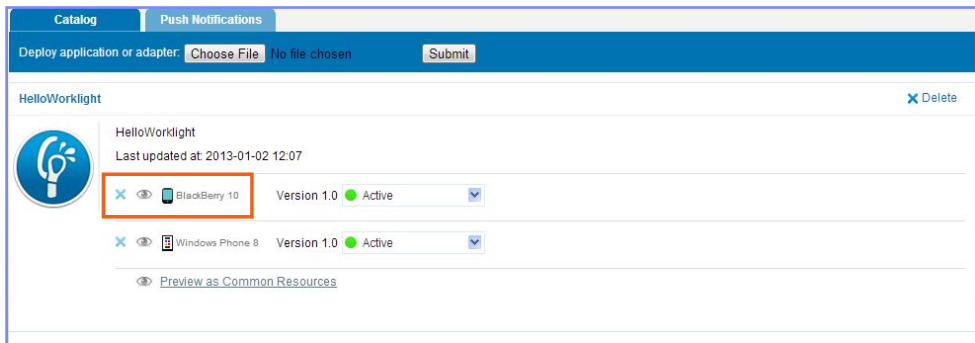 Catalog Push Notifications
Deploy application or adapter: Choose File No file chosen Submit
HelloWorklight Delete
HelloWorklight
Last updated at: 2013-01-02 12:07
BlackBerry 10 Version 1.0 Active
Windows Phone 8 Version 1.0 Active
Preview as Common Resources